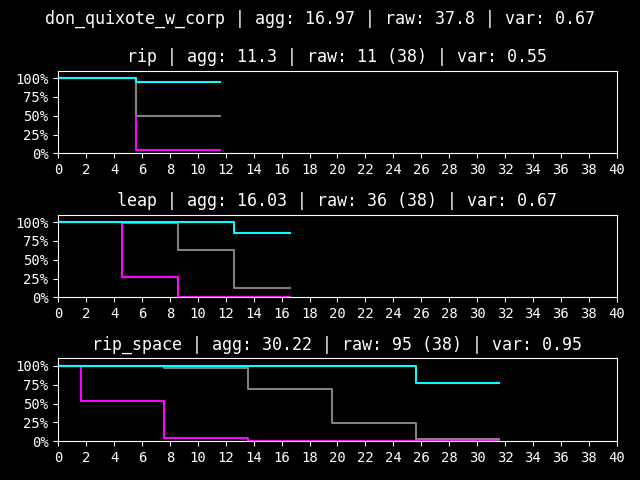 don_quixote_w_corp | agg: 16.97 | raw: 37.8 | var: 0.67
rip | agg: 11.3 | raw: 11 (38) | var: 0.55
100%
75%
50%
25%
0%
0 2 4 6 8 10 12 14 16 18 20 22 24 26 28 30 32 34 36 38 40
leap | agg: 16.03 | raw: 36 (38) | var: 0.67
100%
75%
50%
25%
0%
0 2 4 6 8 10 12 14 16 18 20 22 24 26 28 30 32 34 36 38 40
rip_space | agg: 30.22 | raw: 95 (38) | var: 0.95
100%
75%
50%
25%
0%
0 2 4 6 8 10 12 14 16 18 20 22 24 26 28 30 32 34 36 38 40